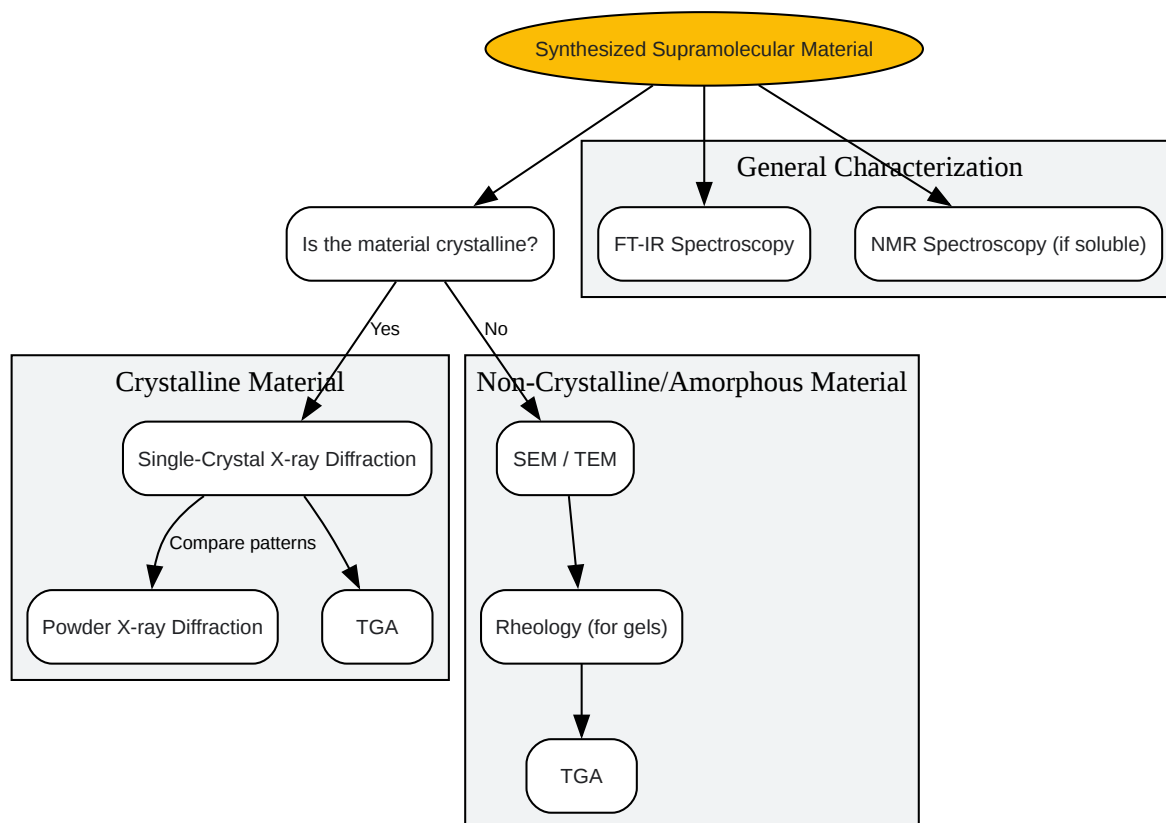 Synthesized Supramolecular Material
General Characterization
Is the material crystalline?
FT-IR Spectroscopy
NMR Spectroscopy (if soluble)
Yes
No
Crystalline Material
Non-Crystalline/Amorphous Material
Single-Crystal X-ray Diffraction
SEM / TEM
Compare patterns
Powder X-ray Diffraction
TGA
Rheology (for gels)
TGA